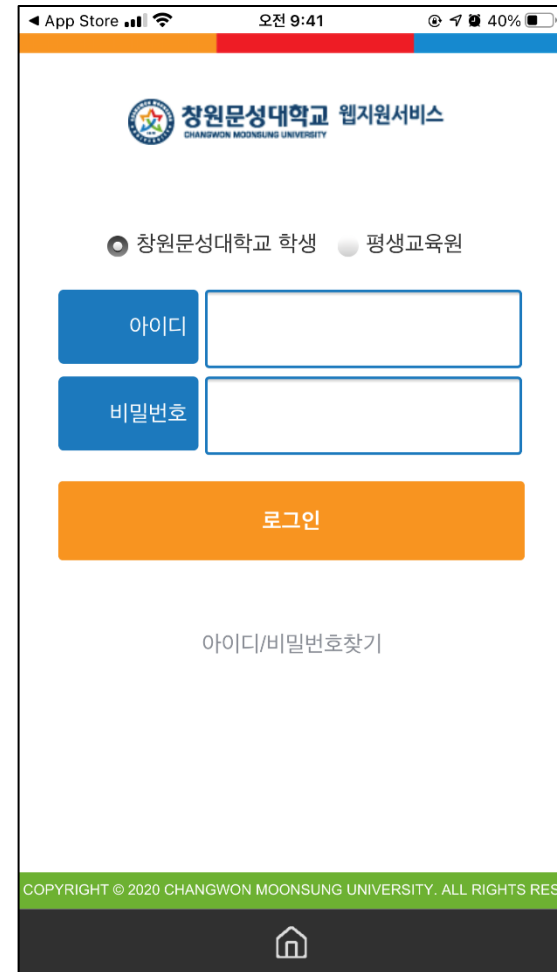 ◀ App Store 오전 9:41 40%
창원문성대학교 웹지원서비스
CHANGWON MOONSUNG UNIVERSITY
창원문성대학교 학생 평생교육원
아이디
비밀번호
로그인
아이디/비밀번호찾기
COPYRIGHT © 2020 CHANGWON MOONSUNG UNIVERSITY. ALL RIGHTS RES